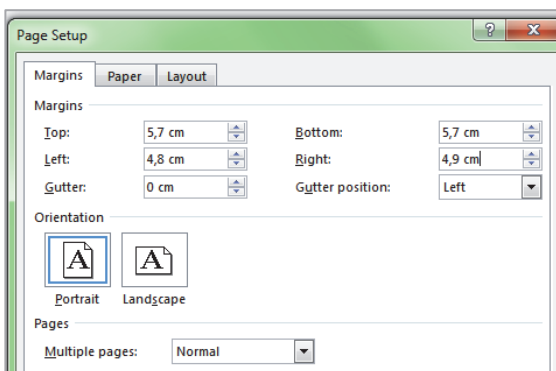 Page Setup
Margins Paper Layout
Margins
Top: 5,7 cm Bottom: 5,7 cm
Left: 4,8 cm Right: 4,9 cm
Gutter: 0 cm Gutter position: Left
Orientation
A A
Portrait Landscape
Pages
Multiple pages: Normal